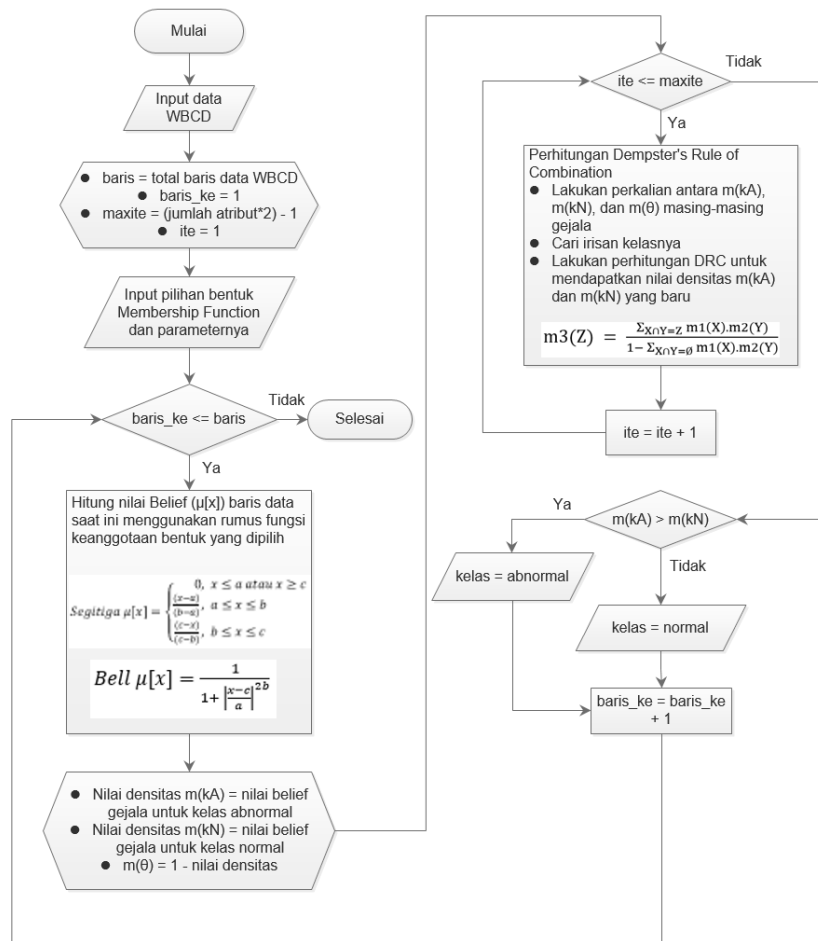 Mulai
Input data
WBCD
● baris = total baris data WBCD
● baris_ke = 1
● maxite = (jumlah atribut*2) - 1
● ite = 1
Input pilihan bentuk
Membership Function
dan parameternya
baris_ke <= baris
Tidak
Selesai
Ya
Hitung nilai Belief (μ[x]) baris data
saat ini menggunakan rumus fungsi
keanggotaan bentuk yang dipilih
Segitiga μ[x] = { 0, x ≤ a atau x ≥ c
(x−a)/(b−a), a ≤ x ≤ b
(c−x)/(c−b), b ≤ x ≤ c
Bell μ[x] = 1 / (1+ |(x−c)/a|^2b)
● Nilai densitas m(kA) = nilai belief
gejala untuk kelas abnormal
● Nilai densitas m(kN) = nilai belief
gejala untuk kelas normal
● m(θ) = 1 - nilai densitas
ite <= maxite
Tidak
Ya
Perhitungan Dempster's Rule of
Combination
● Lakukan perkalian antara m(kA),
m(kN), dan m(θ) masing-masing
gejala
● Cari irisan kelasnya
● Lakukan perhitungan DRC untuk
mendapatkan nilai densitas m(kA)
dan m(kN) yang baru
m3(Z) = Σ_X∩Y=Z m1(X).m2(Y) / (1− Σ_X∩Y=Ø m1(X).m2(Y))
ite = ite + 1
m(kA) > m(kN)
Ya
Tidak
kelas = abnormal
kelas = normal
baris_ke = baris_ke
+ 1